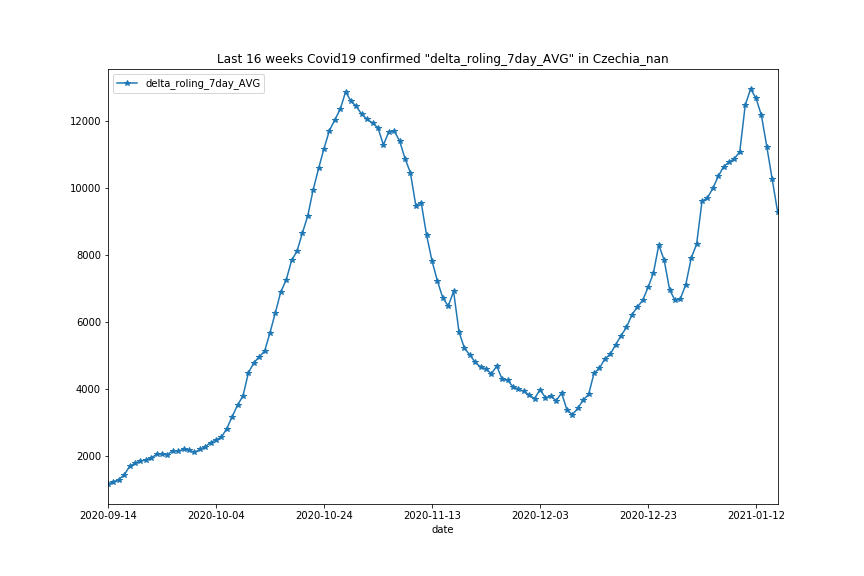 Last 16 weeks Covid19 confirmed "delta_roling_7day_AVG" in Czechia_nan
delta_roling_7day_AVG
12000
10000
8000
6000
4000
2000
2020-09-14 2020-10-04 2020-10-24 2020-11-13 2020-12-03 2020-12-23 2021-01-12
date